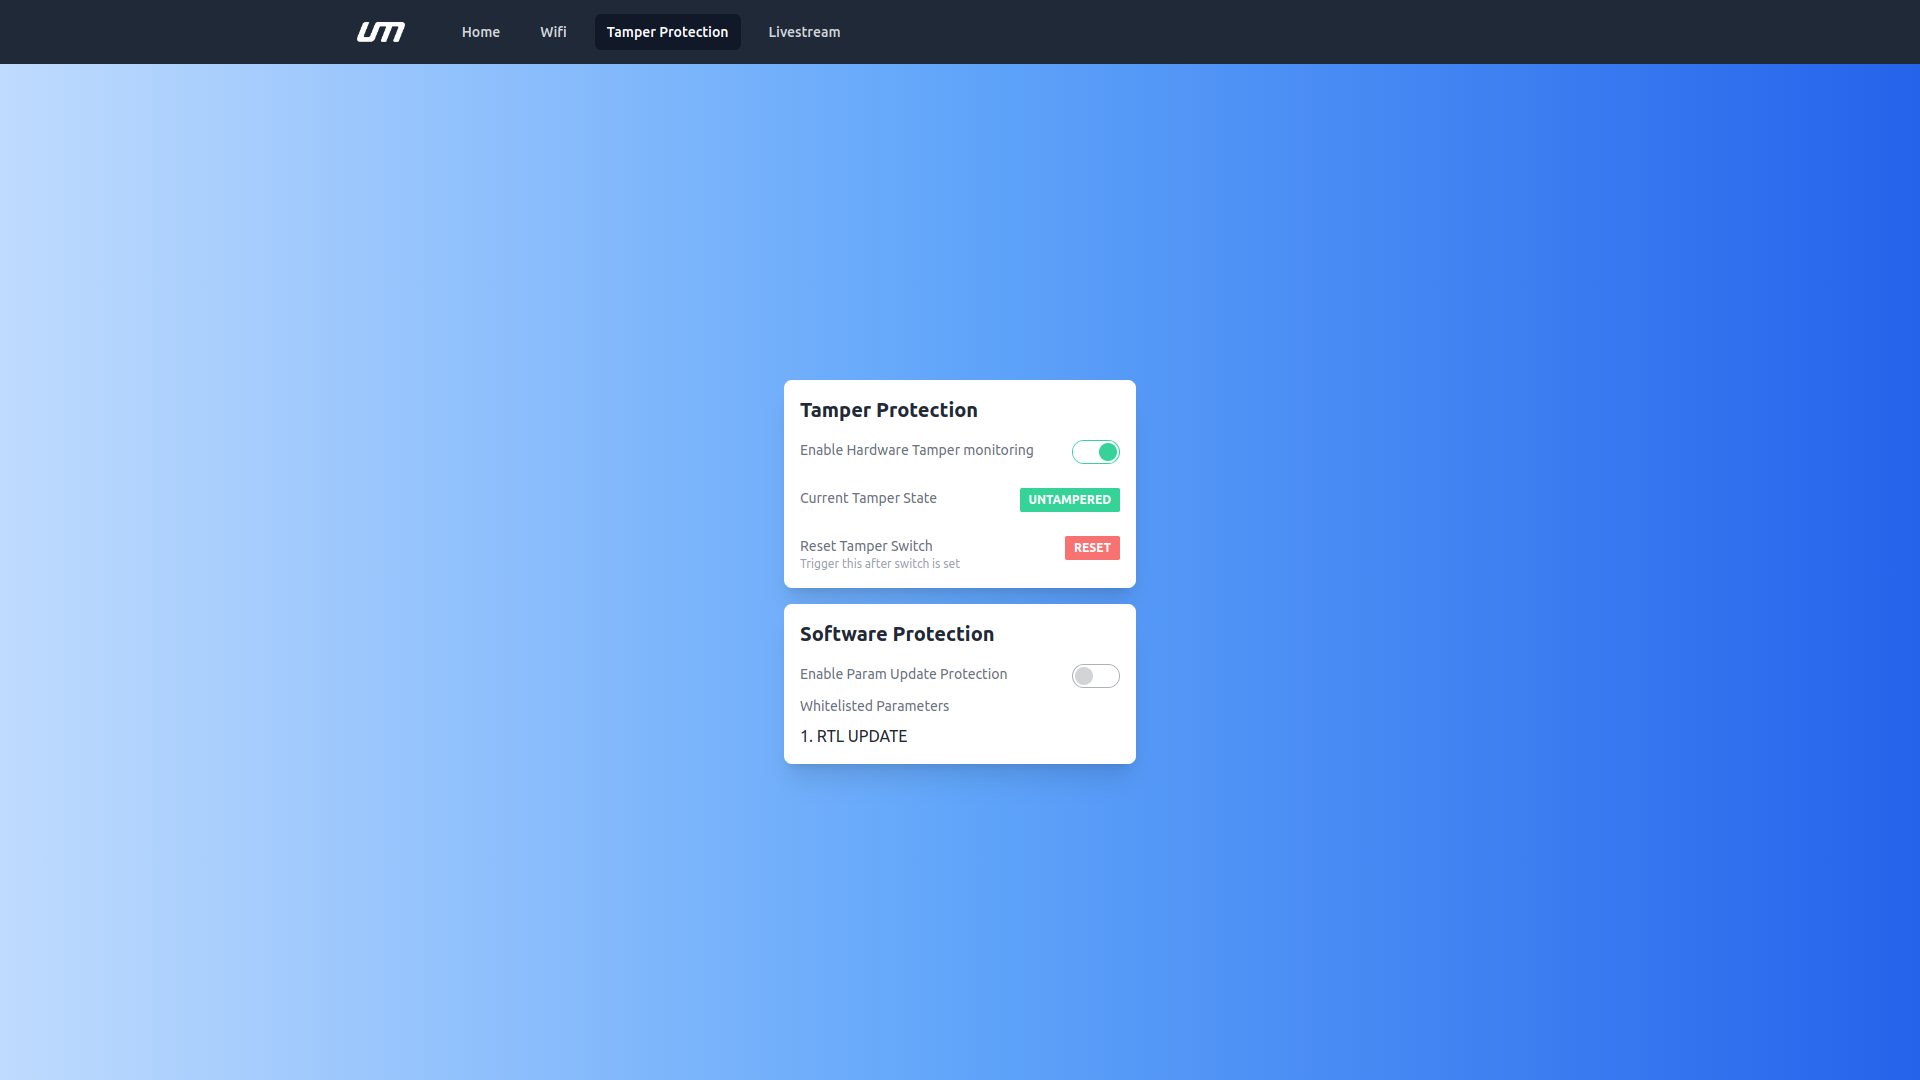 um
Home
Wifi
Tamper Protection
Livestream
Tamper Protection
Enable Hardware Tamper monitoring
Current Tamper State
UNTAMPERED
Reset Tamper Switch
RESET
Trigger this after switch is set
Software Protection
Enable Param Update Protection
Whitelisted Parameters
1. RTL UPDATE